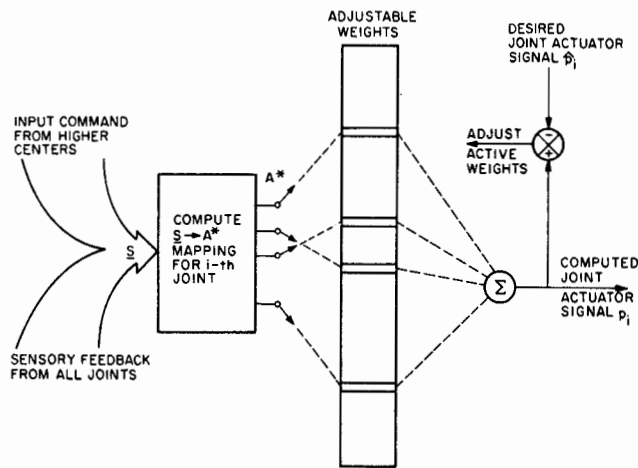 ADJUSTABLE
WEIGHTS
DESIRED
JOINT ACTUATOR
SIGNAL p̂i
INPUT COMMAND
FROM HIGHER
CENTERS
ADJUST
ACTIVE
WEIGHTS
−
+
A*
COMPUTE
S → A*
MAPPING
FOR i-th
JOINT
S
Σ
COMPUTED
JOINT
ACTUATOR
SIGNAL pi
SENSORY FEEDBACK
FROM ALL JOINTS